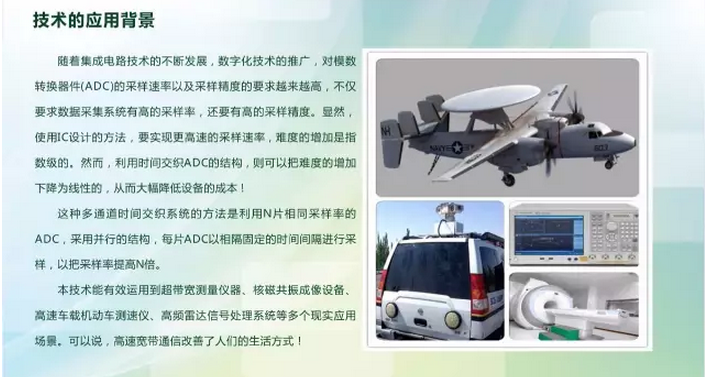 技术的应用背景
随着集成电路技术的不断发展，数字化技术的推广，对模数
转换器件(ADC)的采样速率以及采样精度的要求越来越高，不仅
要求数据采集系统有高的采样率，还要有高的采样精度。显然，
使用IC设计的方法，要实现更高速的采样速率，难度的增加是指
数级的。然而，利用时间交织ADC的结构，则可以把难度的增加
下降为线性的，从而大幅降低设备的成本！
这种多通道时间交织系统的方法是利用N片相同采样率的
ADC，采用并行的结构，每片ADC以相隔固定的时间间隔进行采
样，以把采样率提高N倍。
本技术能有效运用到超带宽测量仪器、核磁共振成像设备、
高速车载机动车测速仪、高频雷达信号处理系统等多个现实应用
场景。可以说，高速宽带通信改善了人们的生活方式！
NH
603